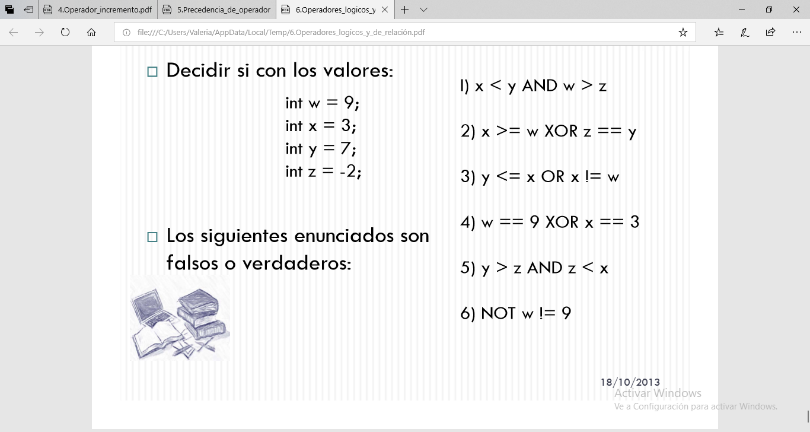 4.Operador_incremento.pdf
5.Precedencia_de_operador
6.Operadores_logicos_y_
file:///C:/Users/Valeria/AppData/Local/Temp/6.Operadores_logicos_y_de_relación.pdf
Decidir si con los valores:
int w = 9;
int x = 3;
int y = 7;
int z = -2;
Los siguientes enunciados son
falsos o verdaderos:
1) x < y AND w > z
2) x >= w XOR z == y
3) y <= x OR x != w
4) w == 9 XOR x == 3
5) y > z AND z < x
6) NOT w != 9
18/10/2013
Activar Windows
Ve a Configuración para activar Windows.